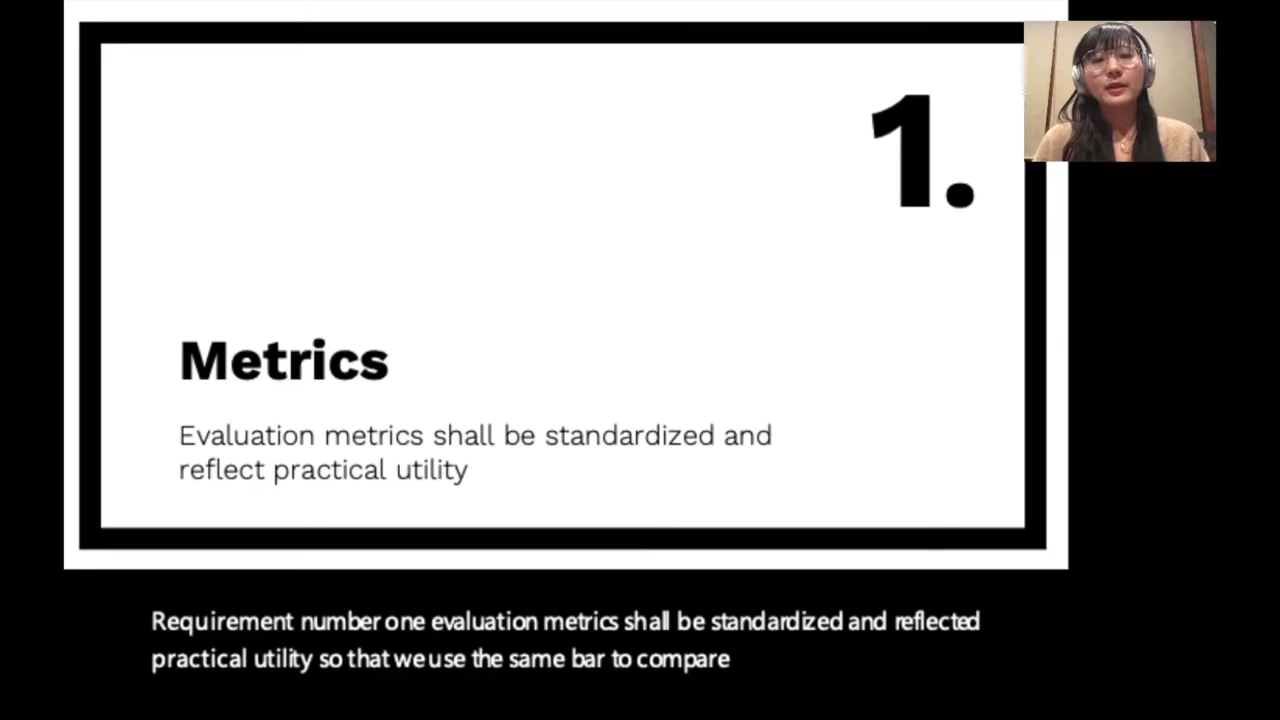 1.
Metrics
Evaluation metrics shall be standardized and
reflect practical utility
Requirement number one evaluation metrics shall be standardized and reflected
practical utility so that we use the same bar to compare